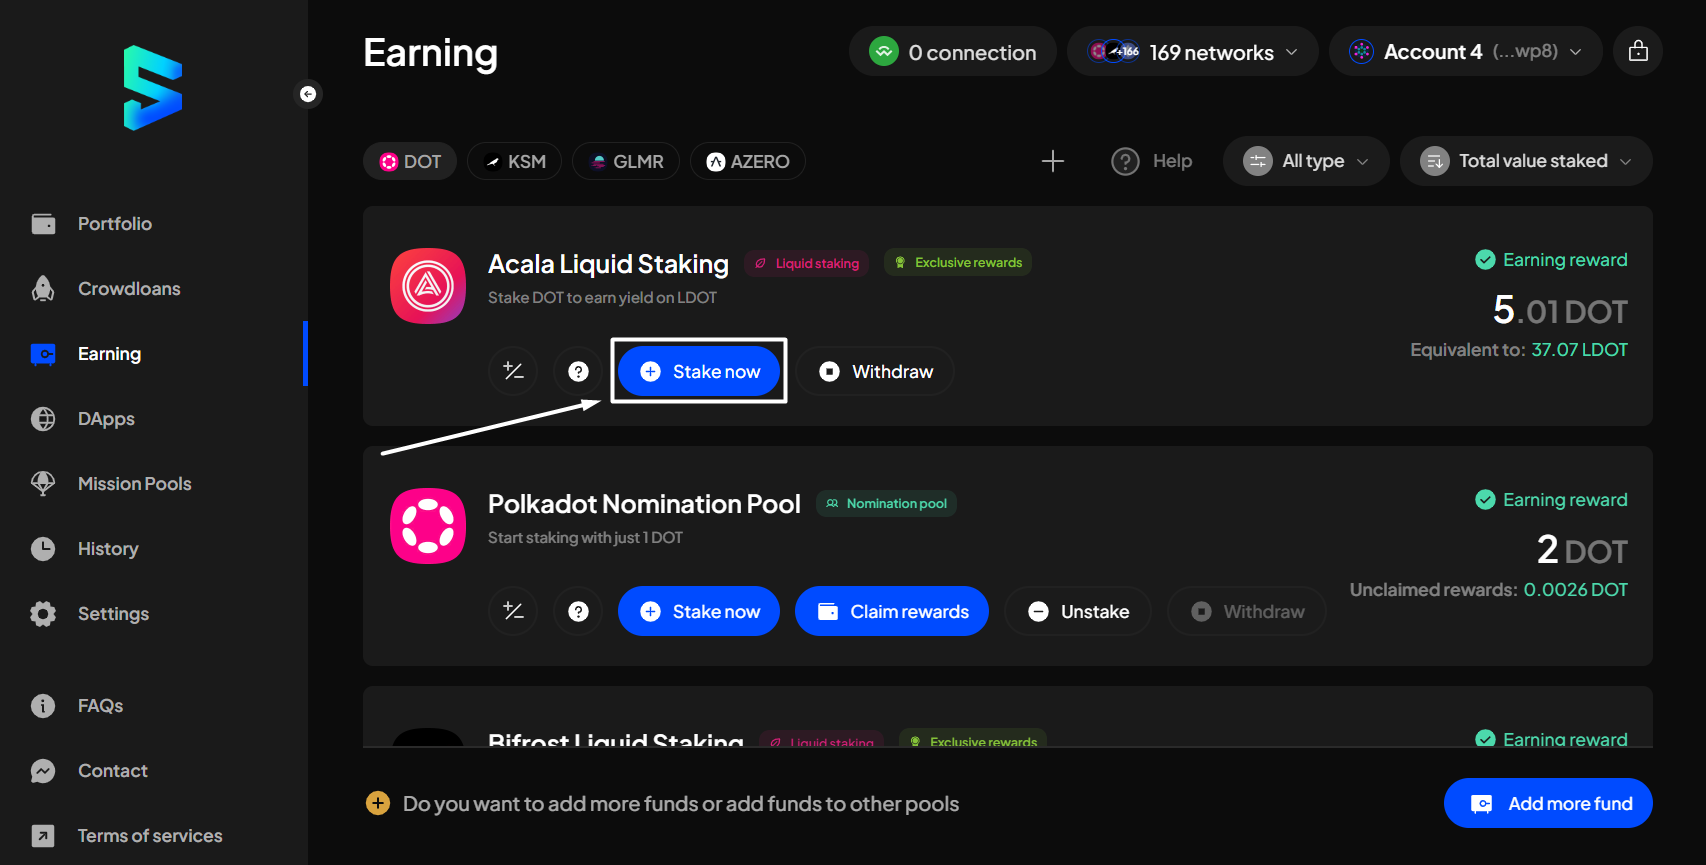 Earning
0 connection
+166
169 networks
Account 4 (...wp8)
Portfolio
Crowdloans
Earning
DApps
Mission Pools
History
Settings
FAQs
Contact
Terms of services
DOT
KSM
GLMR
AZERO
Help
All type
Total value staked
Acala Liquid Staking
Liquid staking
Exclusive rewards
Stake DOT to earn yield on LDOT
Stake now
Withdraw
Earning reward
5.01 DOT
Equivalent to: 37.07 LDOT
Polkadot Nomination Pool
Nomination pool
Start staking with just 1 DOT
Stake now
Claim rewards
Unstake
Withdraw
Earning reward
2 DOT
Unclaimed rewards: 0.0026 DOT
Bifrost Liquid Staking
Liquid staking
Exclusive rewards
Earning reward
Do you want to add more funds or add funds to other pools
Add more fund